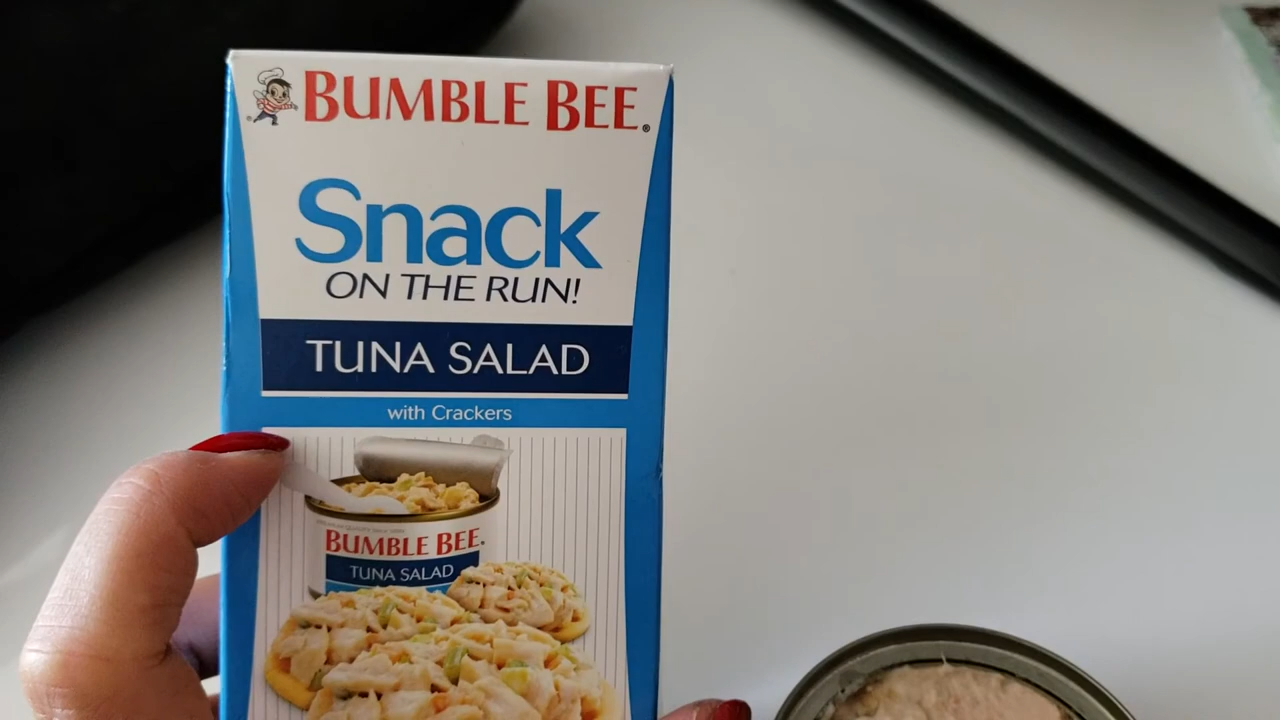 BUMBLE BEE®
Snack
ON THE RUN!
TUNA SALAD
with Crackers
BUMBLE BEE®
TUNA SALAD